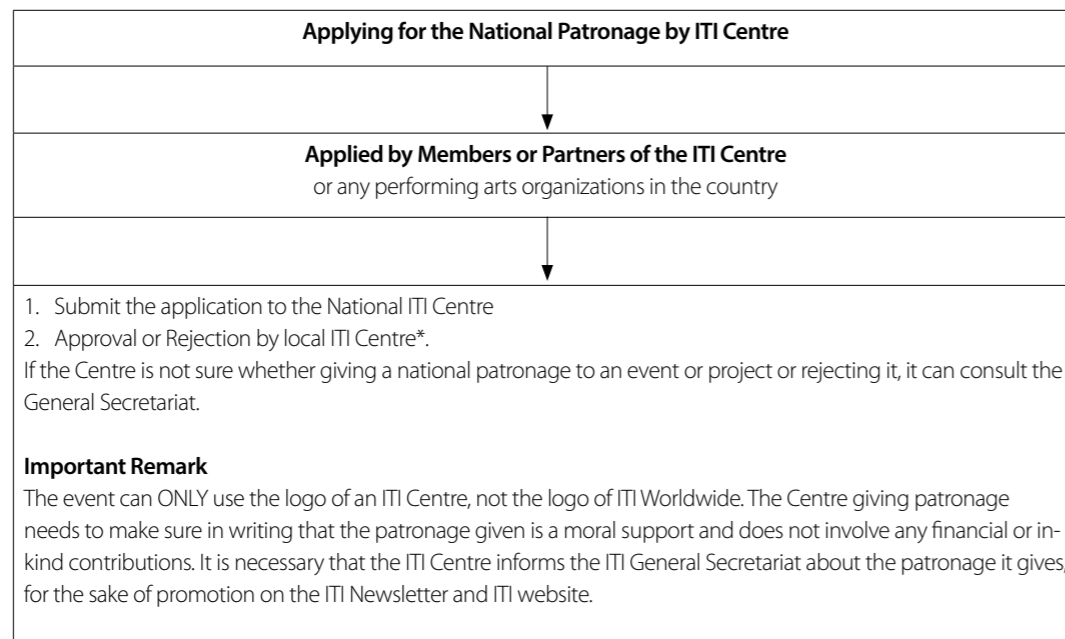 Applying for the National Patronage by ITI Centre
Applied by Members or Partners of the ITI Centre
or any performing arts organizations in the country
1. Submit the application to the National ITI Centre
2. Approval or Rejection by local ITI Centre*.
If the Centre is not sure whether giving a national patronage to an event or project or rejecting it, it can consult the
General Secretariat.
Important Remark
The event can ONLY use the logo of an ITI Centre, not the logo of ITI Worldwide. The Centre giving patronage
needs to make sure in writing that the patronage given is a moral support and does not involve any financial or in-
kind contributions. It is necessary that the ITI Centre informs the ITI General Secretariat about the patronage it gives,
for the sake of promotion on the ITI Newsletter and ITI website.